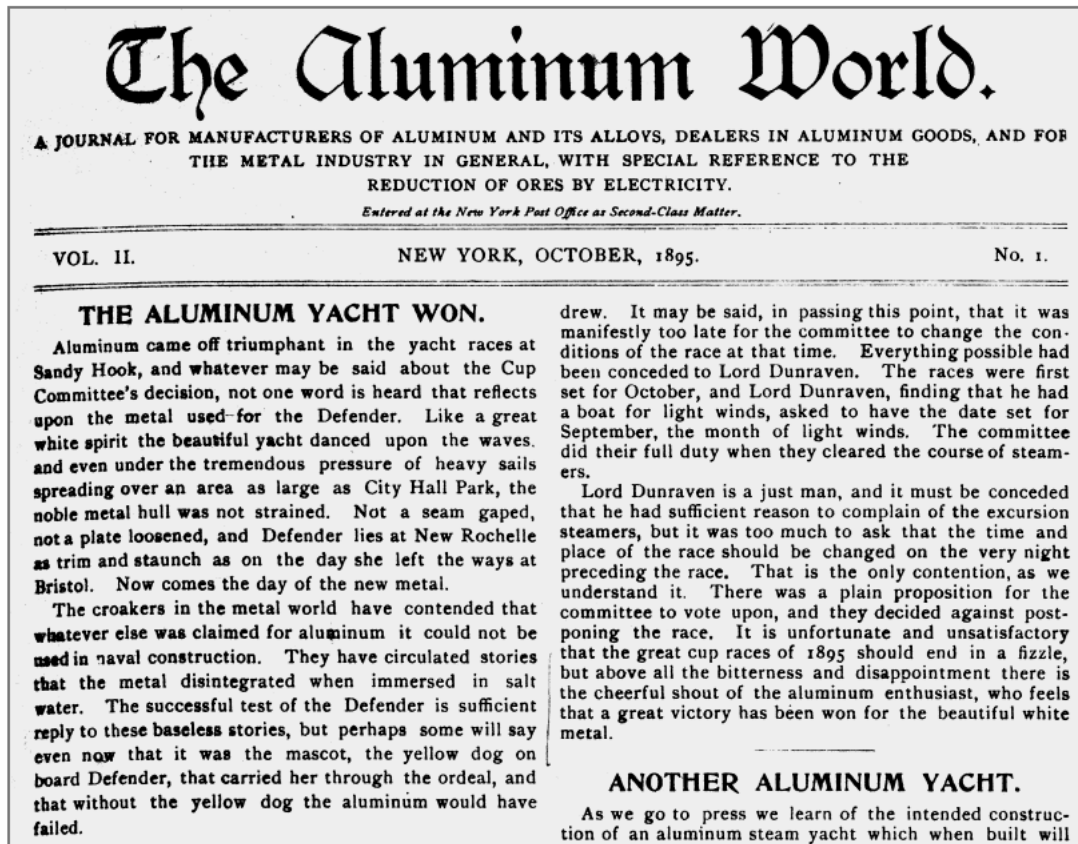 The Aluminum World.
A JOURNAL FOR MANUFACTURERS OF ALUMINUM AND ITS ALLOYS, DEALERS IN ALUMINUM GOODS, AND FOR
THE METAL INDUSTRY IN GENERAL, WITH SPECIAL REFERENCE TO THE
REDUCTION OF ORES BY ELECTRICITY.
Entered at the New York Post Office as Second-Class Matter.
VOL. II. NEW YORK, OCTOBER, 1895. No. 1.
THE ALUMINUM YACHT WON.
Aluminum came off triumphant in the yacht races at
Sandy Hook, and whatever may be said about the Cup
Committee's decision, not one word is heard that reflects
upon the metal used for the Defender. Like a great
white spirit the beautiful yacht danced upon the waves.
and even under the tremendous pressure of heavy sails
spreading over an area as large as City Hall Park, the
noble metal hull was not strained. Not a seam gaped,
not a plate loosened, and Defender lies at New Rochelle
as trim and staunch as on the day she left the ways at
Bristol. Now comes the day of the new metal.
The croakers in the metal world have contended that
whatever else was claimed for aluminum it could not be
used in naval construction. They have circulated stories
that the metal disintegrated when immersed in salt
water. The successful test of the Defender is sufficient
reply to these baseless stories, but perhaps some will say
even now that it was the mascot, the yellow dog on
board Defender, that carried her through the ordeal, and
that without the yellow dog the aluminum would have
failed.
drew. It may be said, in passing this point, that it was
manifestly too late for the committee to change the con-
ditions of the race at that time. Everything possible had
been conceded to Lord Dunraven. The races were first
set for October, and Lord Dunraven, finding that he had
a boat for light winds, asked to have the date set for
September, the month of light winds. The committee
did their full duty when they cleared the course of steam-
ers.
Lord Dunraven is a just man, and it must be conceded
that he had sufficient reason to complain of the excursion
steamers, but it was too much to ask that the time and
place of the race should be changed on the very night
preceding the race. That is the only contention, as we
understand it. There was a plain proposition for the
committee to vote upon, and they decided against post-
poning the race. It is unfortunate and unsatisfactory
that the great cup races of 1895 should end in a fizzle,
but above all the bitterness and disappointment there is
the cheerful shout of the aluminum enthusiast, who feels
that a great victory has been won for the beautiful white
metal.
ANOTHER ALUMINUM YACHT.
As we go to press we learn of the intended construc-
tion of an aluminum steam yacht which when built will